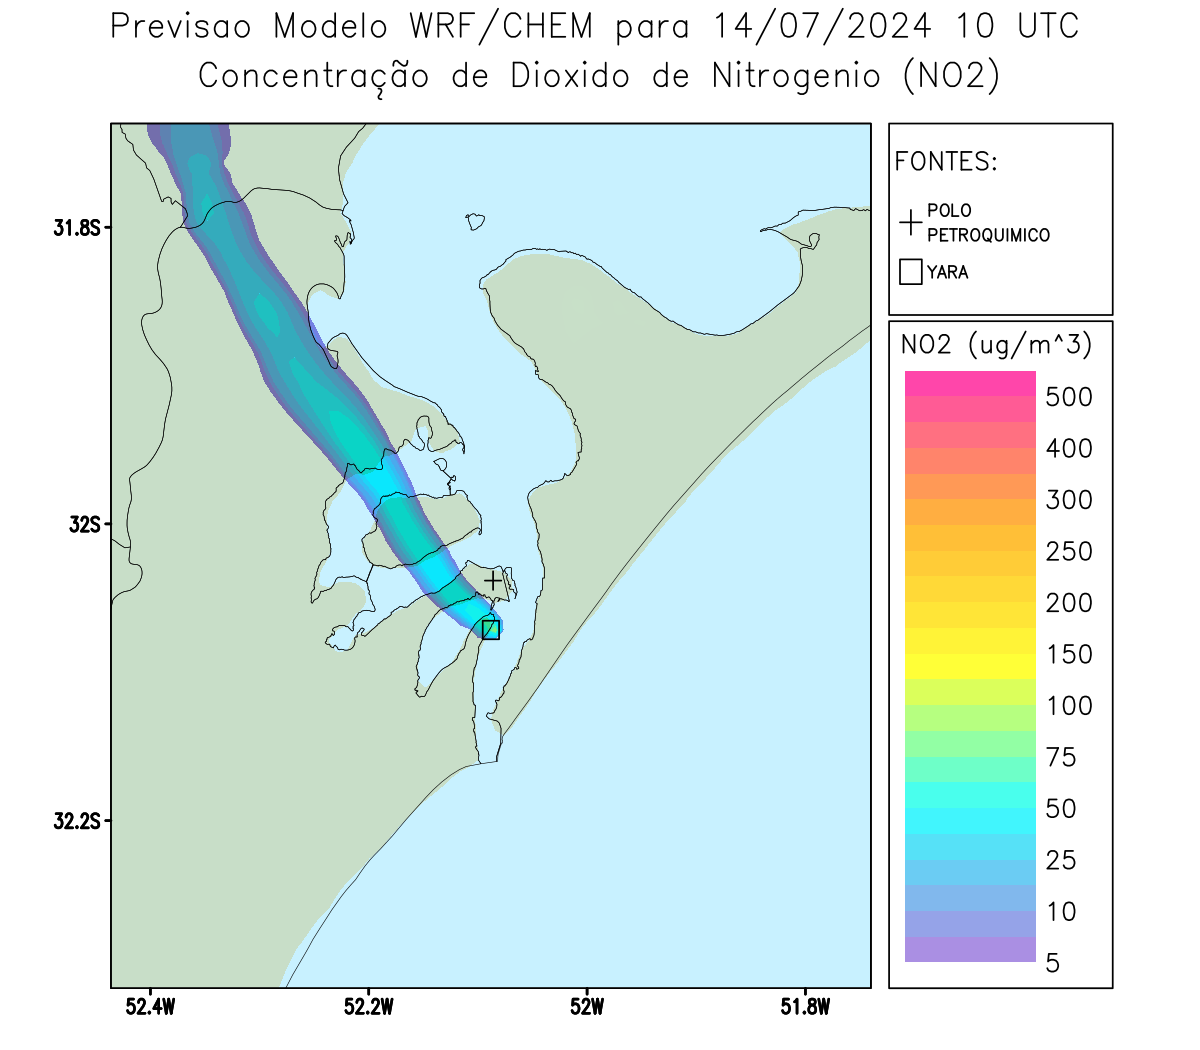 Previsao Modelo WRF/CHEM para 14/07/2024 10 UTC
Concentração de Dioxido de Nitrogenio (NO2)
FONTES:
POLO
PETROQUIMICO
YARA
NO2 (ug/m^3)
500
400
300
250
200
150
100
75
50
25
10
5
31.8S
32S
32.2S
52.4W
52.2W
52W
51.8W